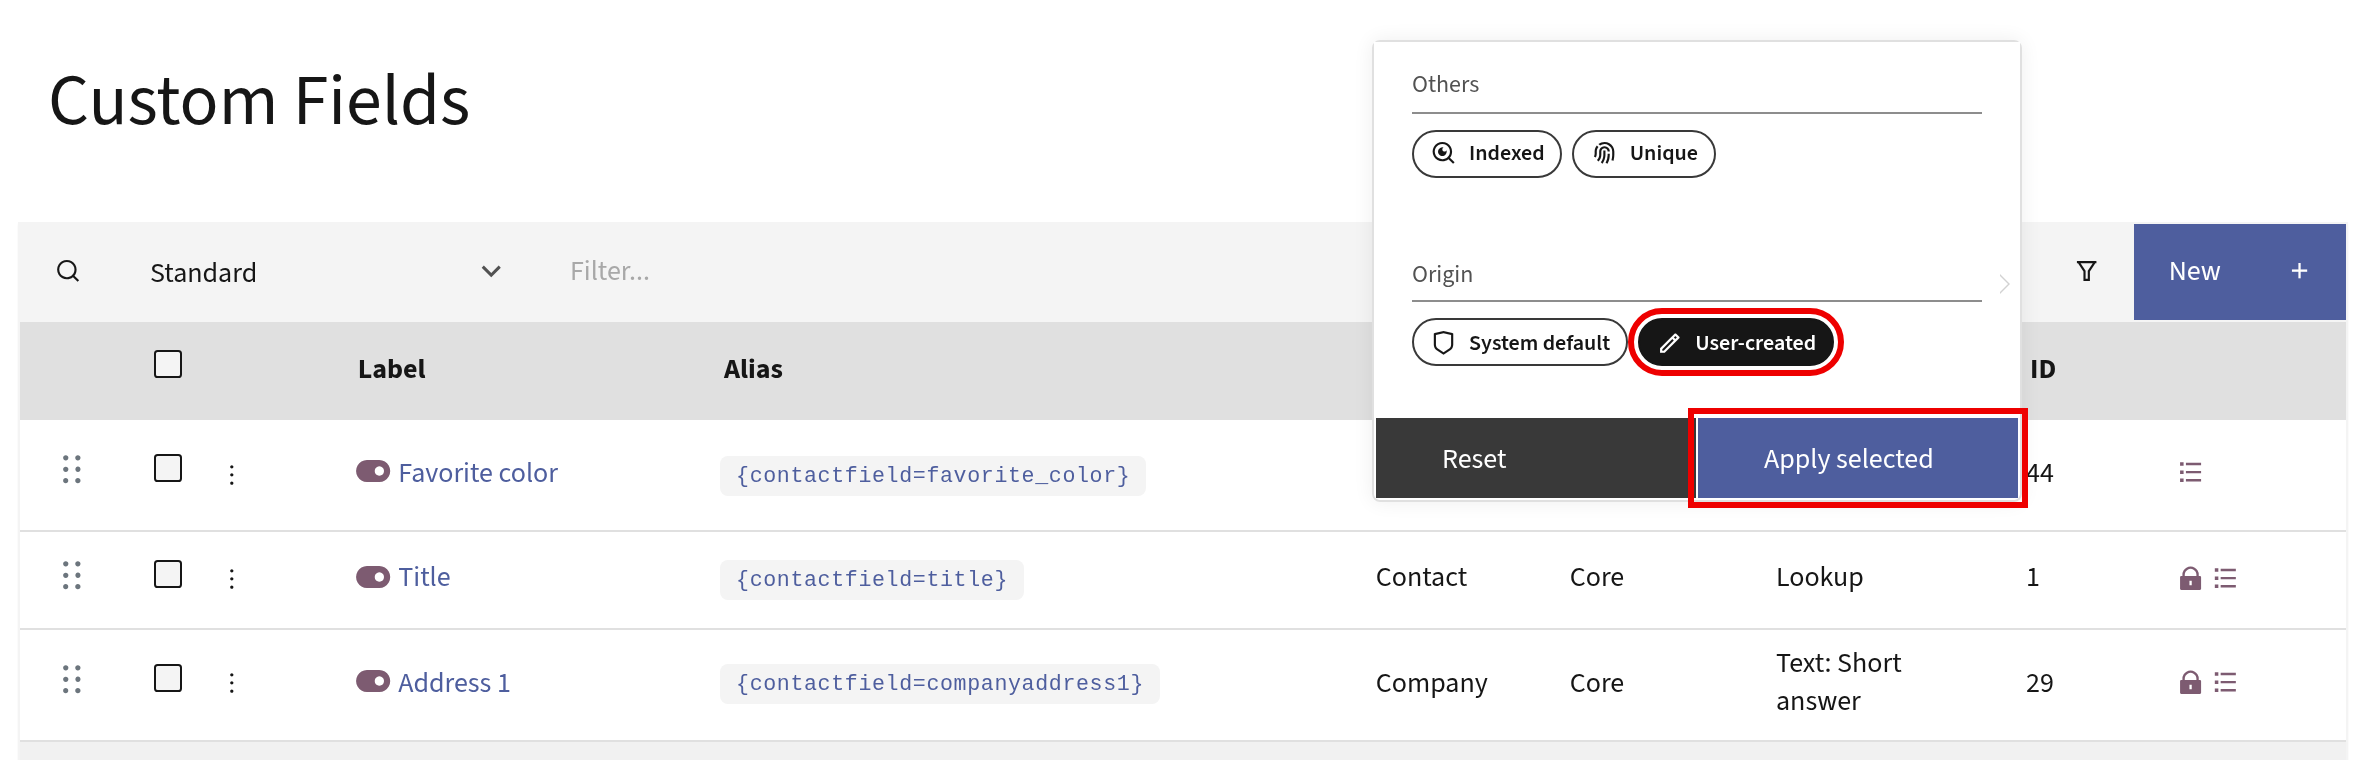 Custom Fields
Others
Indexed Unique
Standard Filter... New +
Origin
System default User-created
Label Alias ID
Reset Apply selected
Favorite color {contactfield=favorite_color} 44
Title {contactfield=title} Contact Core Lookup 1
Address 1 {contactfield=companyaddress1} Company Core Text: Short answer 29